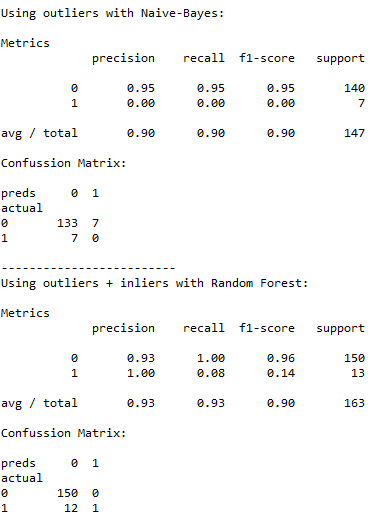 Using outliers with Naive-Bayes:
Metrics
precision recall f1-score support
0 0.95 0.95 0.95 140
1 0.00 0.00 0.00 7
avg / total 0.90 0.90 0.90 147
Confussion Matrix:
preds 0 1
actual
0 133 7
1 7 0
-------------------------
Using outliers + inliers with Random Forest:
Metrics
precision recall f1-score support
0 0.93 1.00 0.96 150
1 1.00 0.08 0.14 13
avg / total 0.93 0.93 0.90 163
Confussion Matrix:
preds 0 1
actual
0 150 0
1 12 1